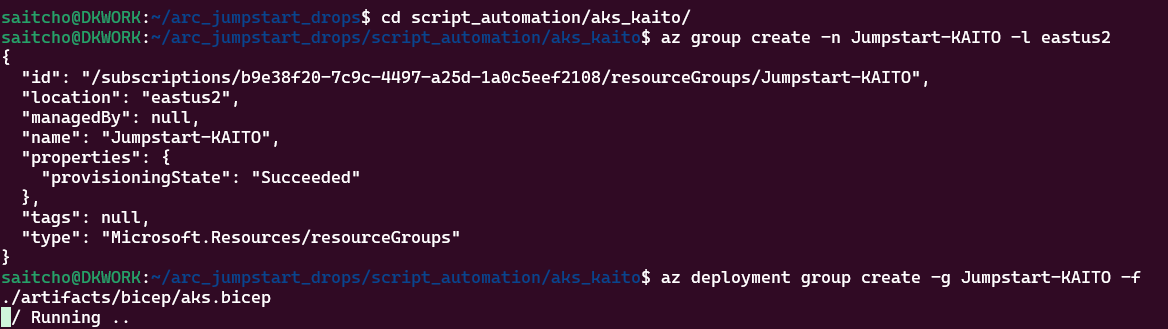 saitcho@DKWORK:~/arc_jumpstart_drops$ cd script_automation/aks_kaito/
saitcho@DKWORK:~/arc_jumpstart_drops/script_automation/aks_kaito$ az group create -n Jumpstart-KAITO -l eastus2
{
  "id": "/subscriptions/b9e38f20-7c9c-4497-a25d-1a0c5eef2108/resourceGroups/Jumpstart-KAITO",
  "location": "eastus2",
  "managedBy": null,
  "name": "Jumpstart-KAITO",
  "properties": {
    "provisioningState": "Succeeded"
  },
  "tags": null,
  "type": "Microsoft.Resources/resourceGroups"
}
saitcho@DKWORK:~/arc_jumpstart_drops/script_automation/aks_kaito$ az deployment group create -g Jumpstart-KAITO -f
./artifacts/bicep/aks.bicep
/ Running ..